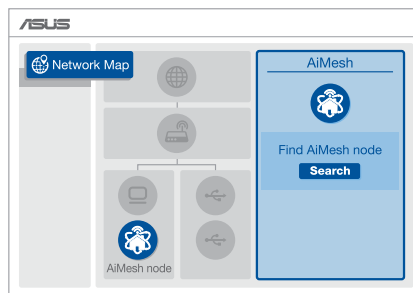 ASUS
Network Map
AiMesh
Find AiMesh node
Search
AiMesh node